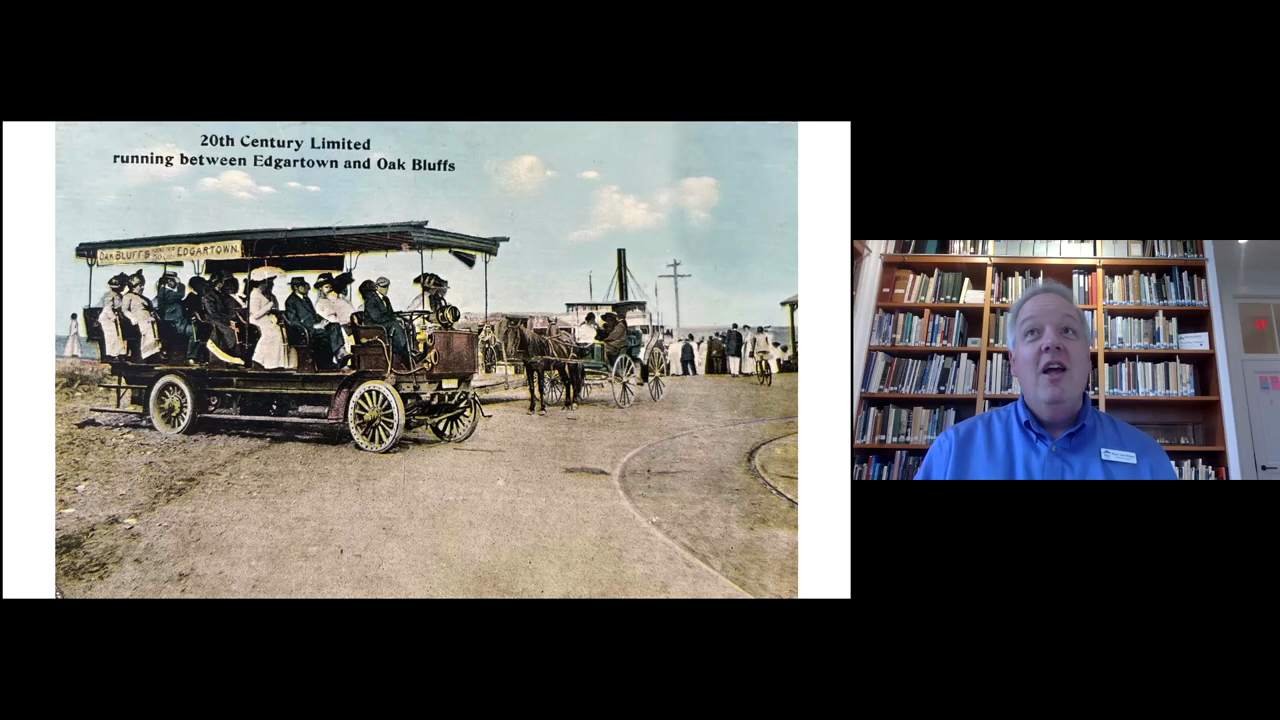 20th Century Limited
running between Edgartown and Oak Bluffs
OAK BLUFFS
EDGARTOWN.